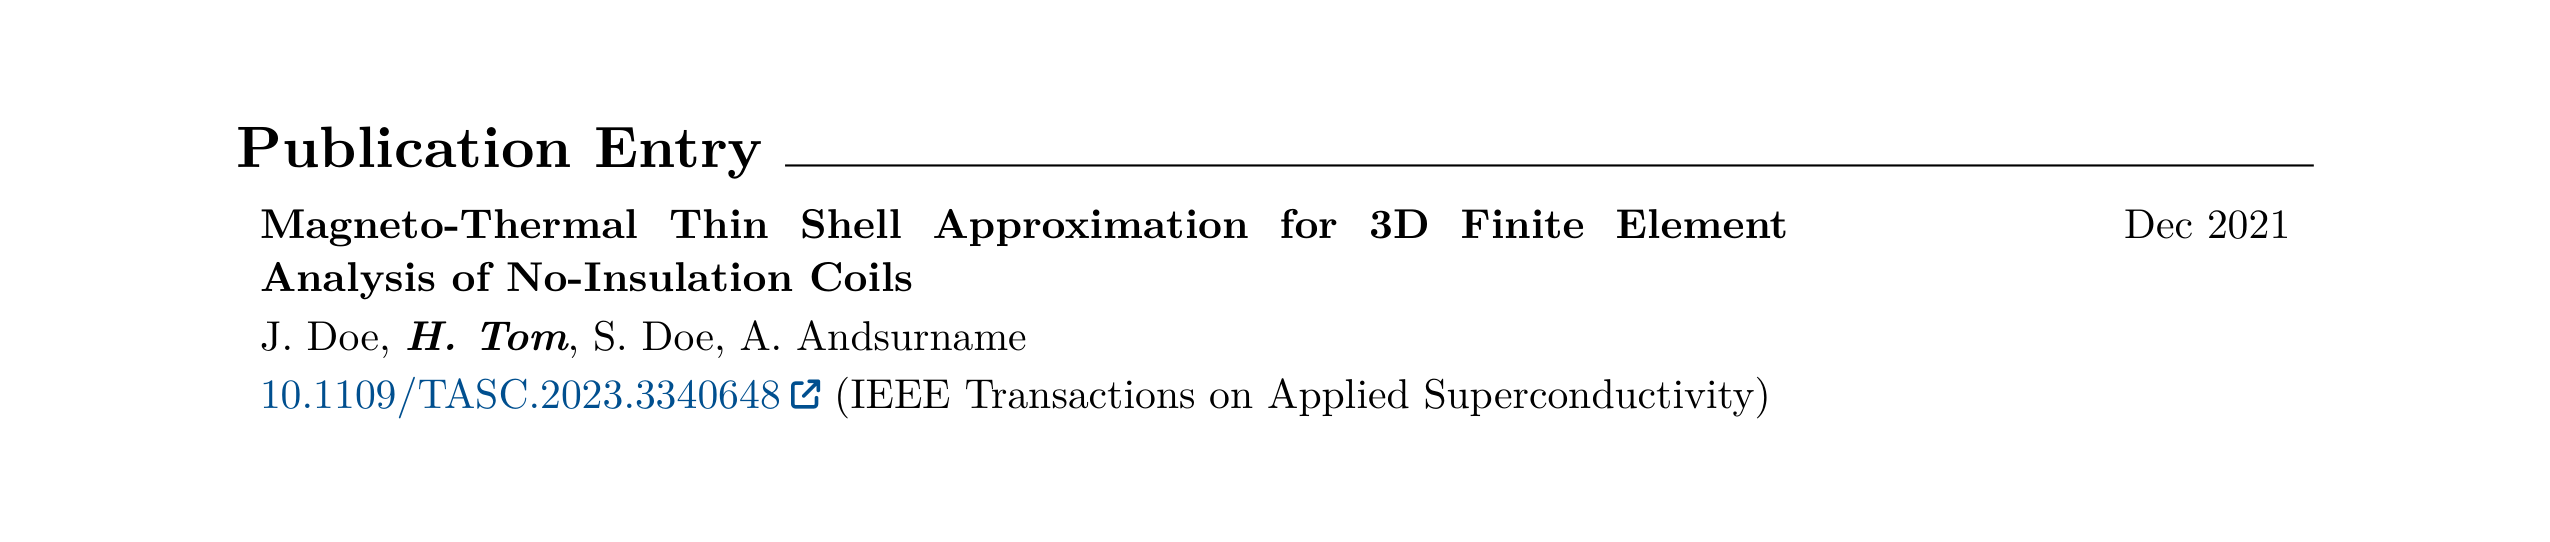 Publication Entry
Magneto-Thermal Thin Shell Approximation for 3D Finite Element Dec 2021
Analysis of No-Insulation Coils
J. Doe, H. Tom, S. Doe, A. Andsurname
10.1109/TASC.2023.3340648 (IEEE Transactions on Applied Superconductivity)